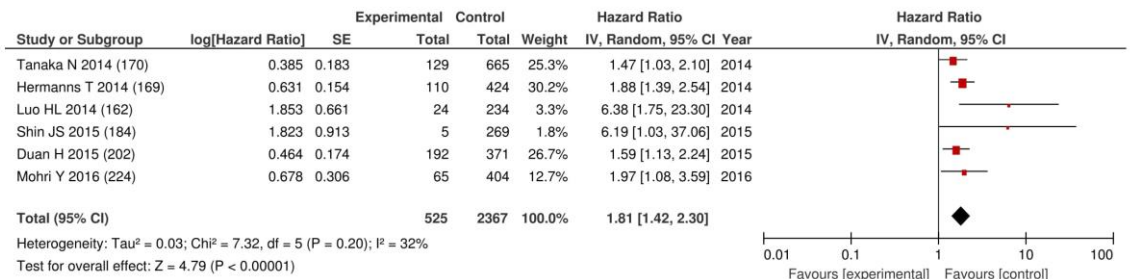 Experimental Control Hazard Ratio Hazard Ratio
Study or Subgroup log[Hazard Ratio] SE Total Total Weight IV, Random, 95% CI Year IV, Random, 95% CI
Tanaka N 2014 (170) 0.385 0.183 129 665 25.3% 1.47 [1.03, 2.10] 2014
Hermanns T 2014 (169) 0.631 0.154 110 424 30.2% 1.88 [1.39, 2.54] 2014
Luo HL 2014 (162) 1.853 0.661 24 234 3.3% 6.38 [1.75, 23.30] 2014
Shin JS 2015 (184) 1.823 0.913 5 269 1.8% 6.19 [1.03, 37.06] 2015
Duan H 2015 (202) 0.464 0.174 192 371 26.7% 1.59 [1.13, 2.24] 2015
Mohri Y 2016 (224) 0.678 0.306 65 404 12.7% 1.97 [1.08, 3.59] 2016
Total (95% CI) 525 2367 100.0% 1.81 [1.42, 2.30]
Heterogeneity: Tau² = 0.03; Chi² = 7.32, df = 5 (P = 0.20); I² = 32%
Test for overall effect: Z = 4.79 (P < 0.00001)
0.01 0.1 1 10 100
Favours [experimental] Favours [control]